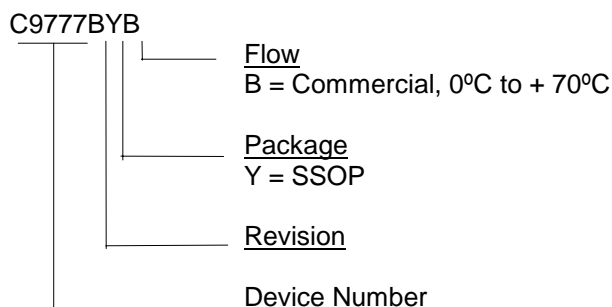 C9777BYB
Flow
B = Commercial, 0ºC to + 70ºC
Package
Y = SSOP
Revision
Device Number